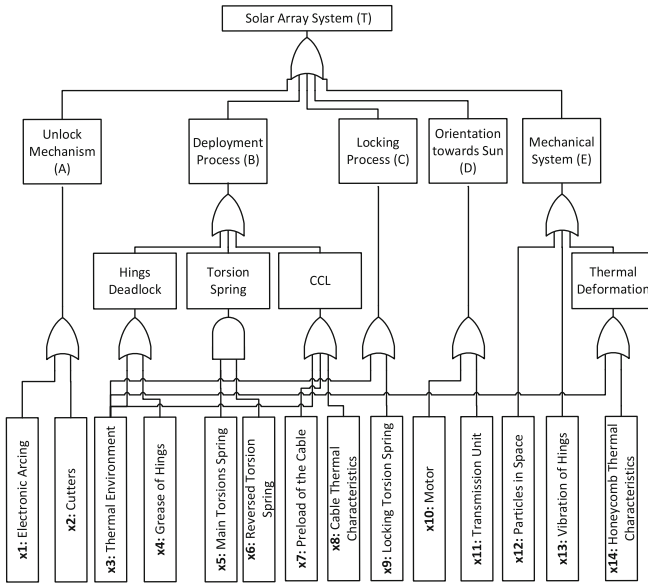 Solar Array System (T)
Unlock
Mechanism
(A)
Deployment
Process (B)
Locking
Process (C)
Orientation
towards Sun
(D)
Mechanical
System (E)
Hings
Deadlock
Torsion
Spring
CCL
Thermal
Deformation
x1: Electronic Arcing
x2: Cutters
x3: Thermal Environment
x4: Grease of Hings
x5: Main Torsions Spring
x6: Reversed Torsion
Spring
x7: Preload of the Cable
x8: Cable Thermal
Characteristics
x9: Locking Torsion Spring
x10: Motor
x11: Transmission Unit
x12: Particles in Space
x13: Vibration of Hings
x14: Honeycomb Thermal
Characteristics